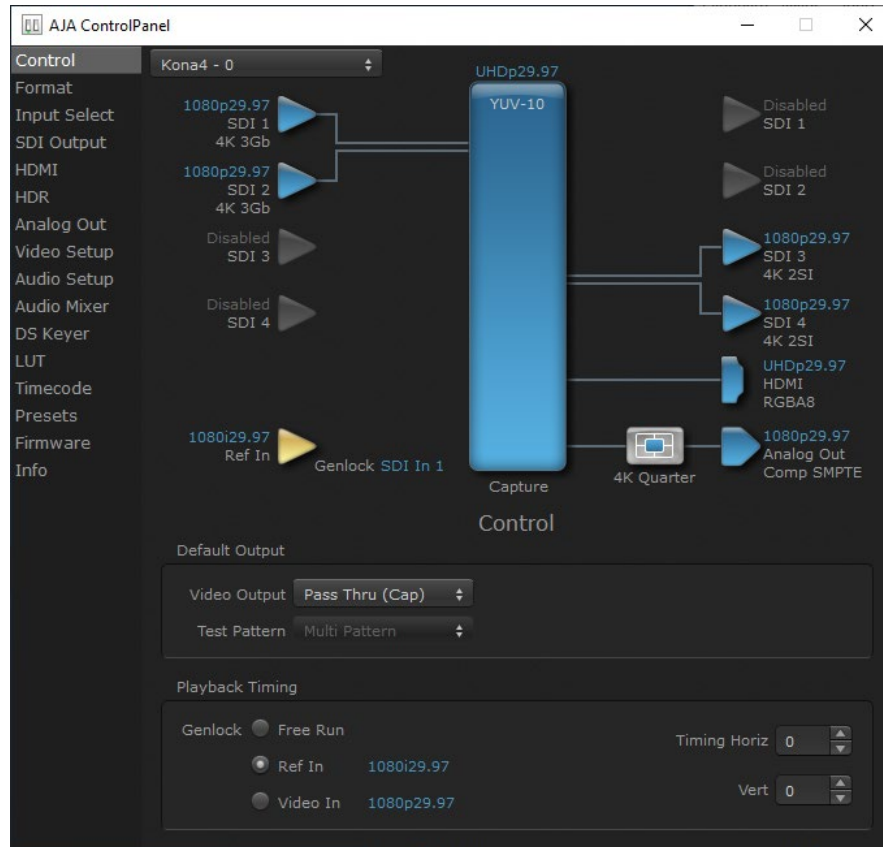 AJA ControlPanel
Control
Format
Input Select
SDI Output
HDMI
HDR
Analog Out
Video Setup
Audio Setup
Audio Mixer
DS Keyer
LUT
Timecode
Presets
Firmware
Info
Kona4 - 0
UHDp29.97
YUV-10
1080p29.97
SDI 1
4K 3Gb
1080p29.97
SDI 2
4K 3Gb
Disabled
SDI 3
Disabled
SDI 4
1080i29.97
Ref In
Genlock SDI In 1
Capture
Disabled
SDI 1
Disabled
SDI 2
1080p29.97
SDI 3
4K 2SI
1080p29.97
SDI 4
4K 2SI
UHDp29.97
HDMI
RGBA8
4K Quarter
1080p29.97
Analog Out
Comp SMPTE
Control
Default Output
Video Output Pass Thru (Cap)
Test Pattern Multi Pattern
Playback Timing
Genlock Free Run
Ref In 1080i29.97
Video In 1080p29.97
Timing Horiz 0
Vert 0